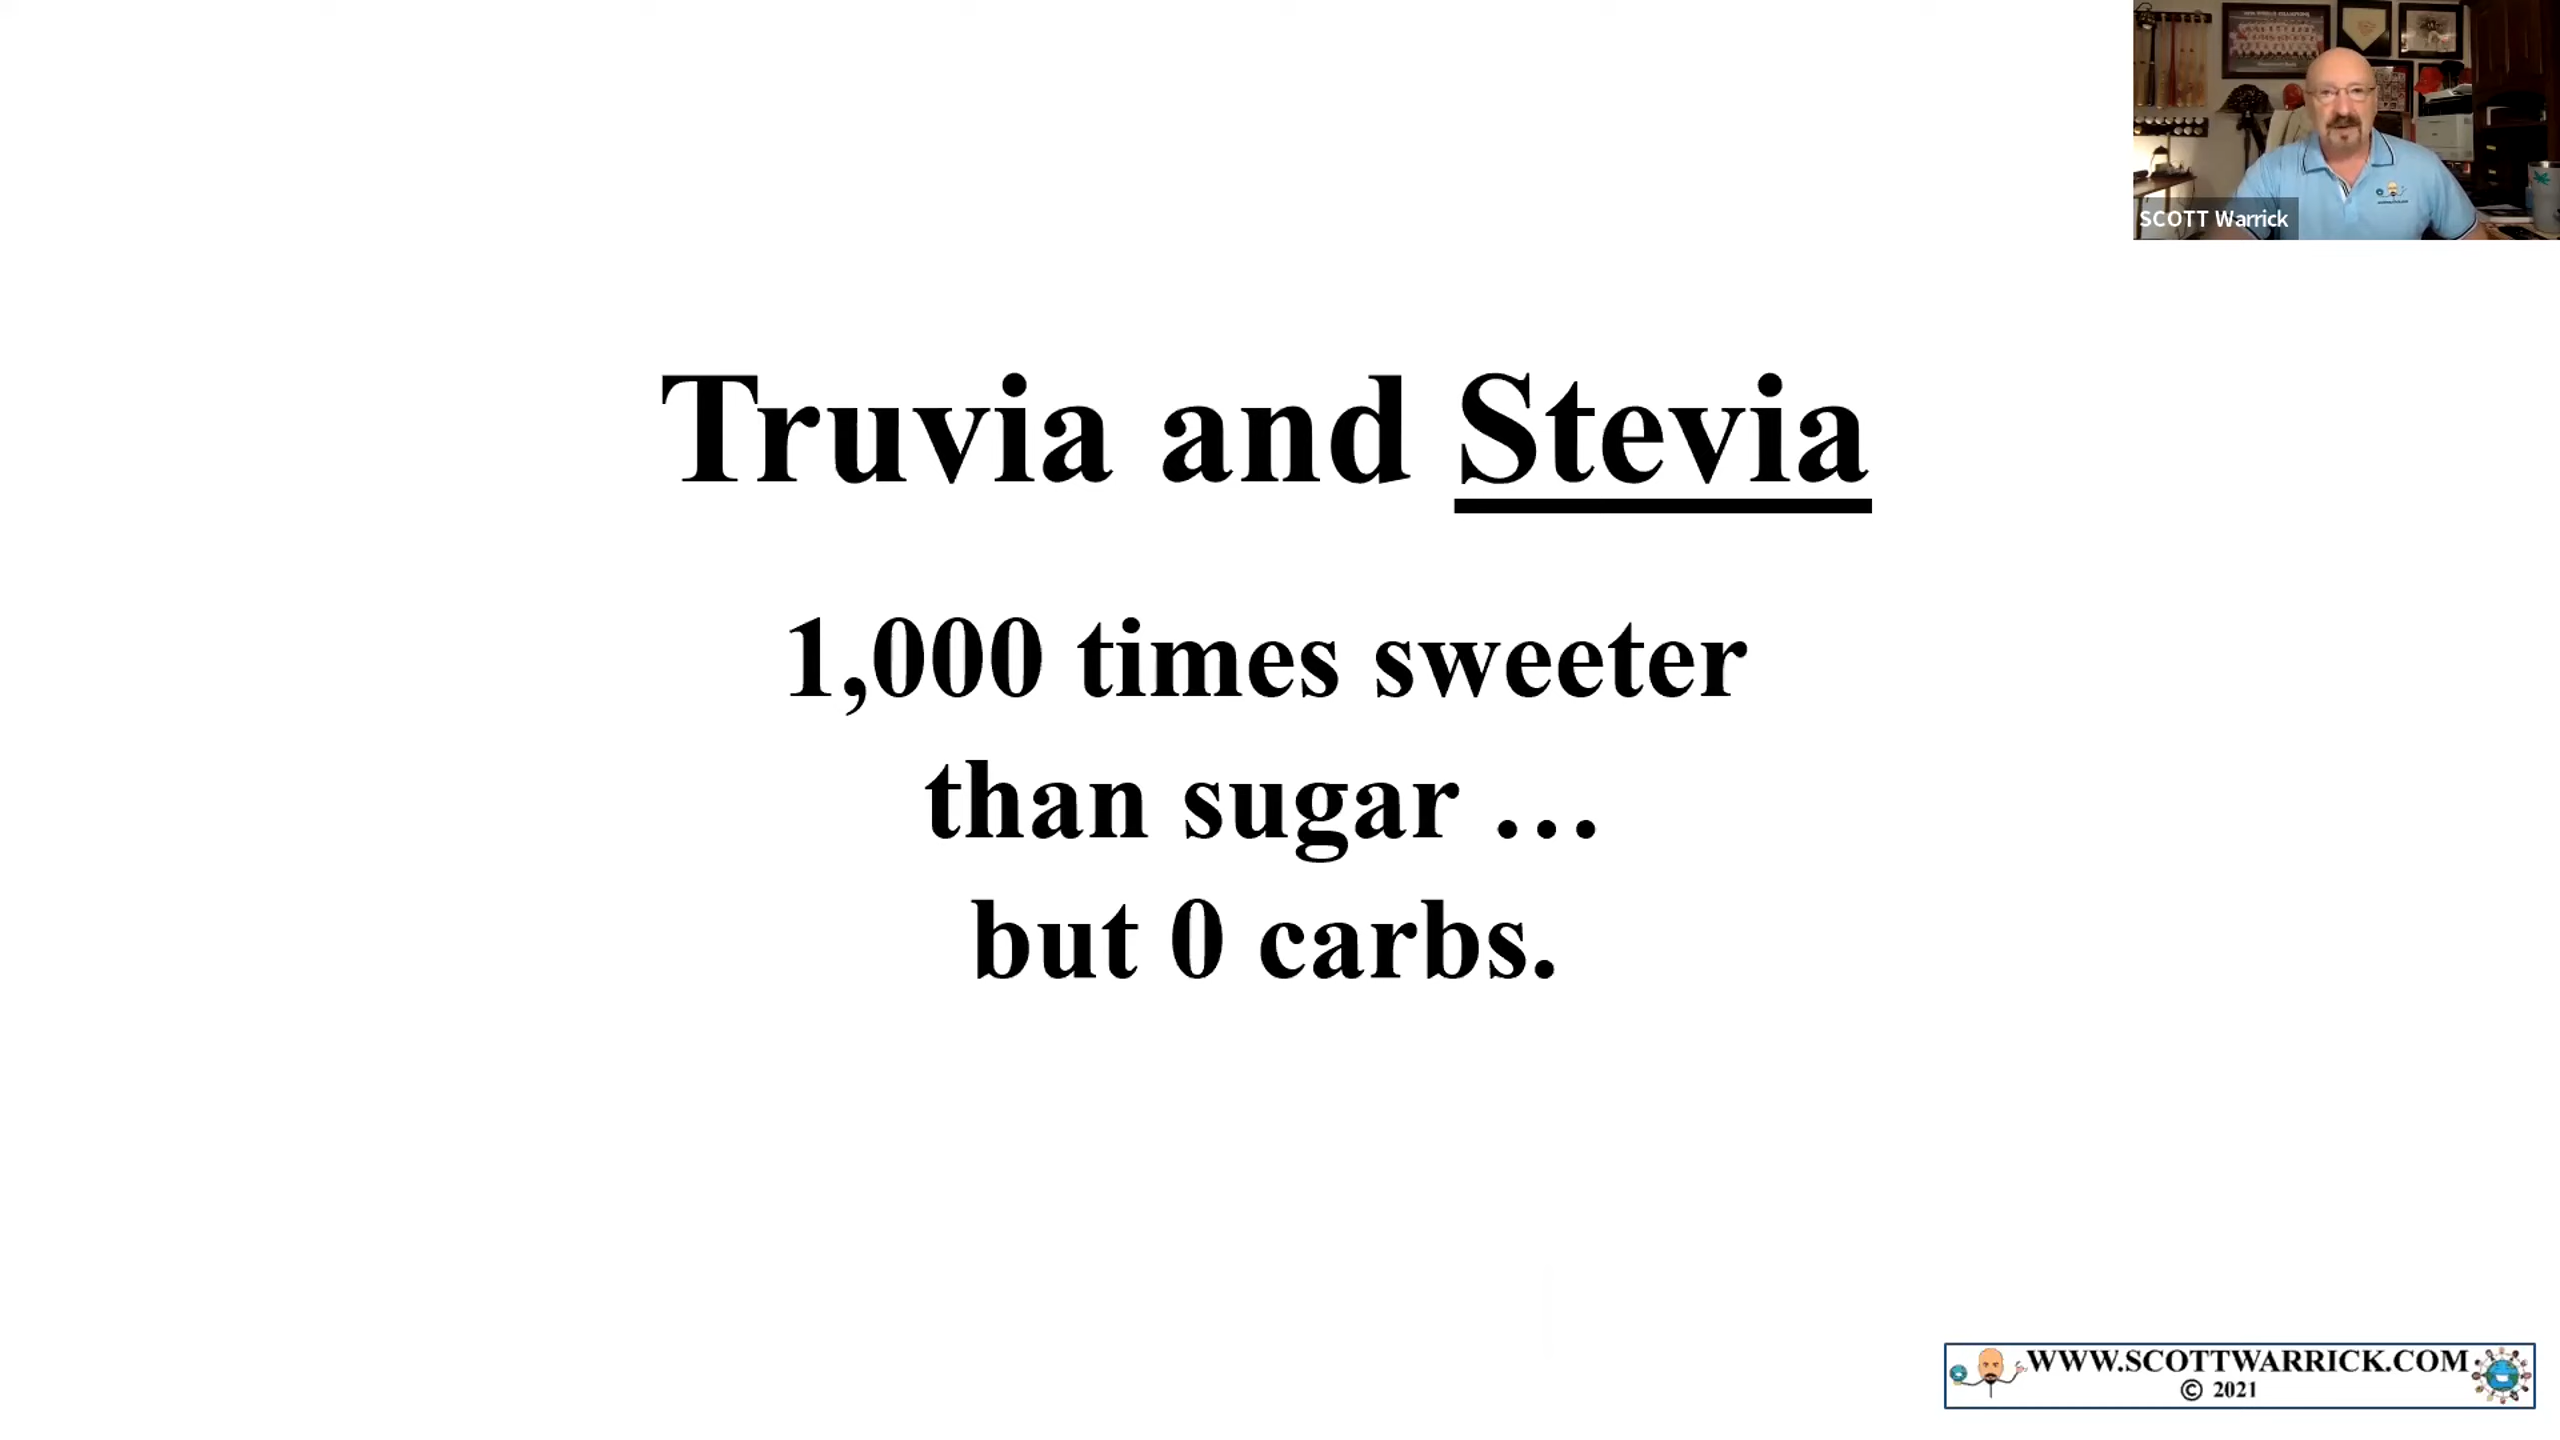 SCOTT Warrick
Truvia and Stevia
1,000 times sweeter
than sugar …
but 0 carbs.
WWW.SCOTTWARRICK.COM
© 2021